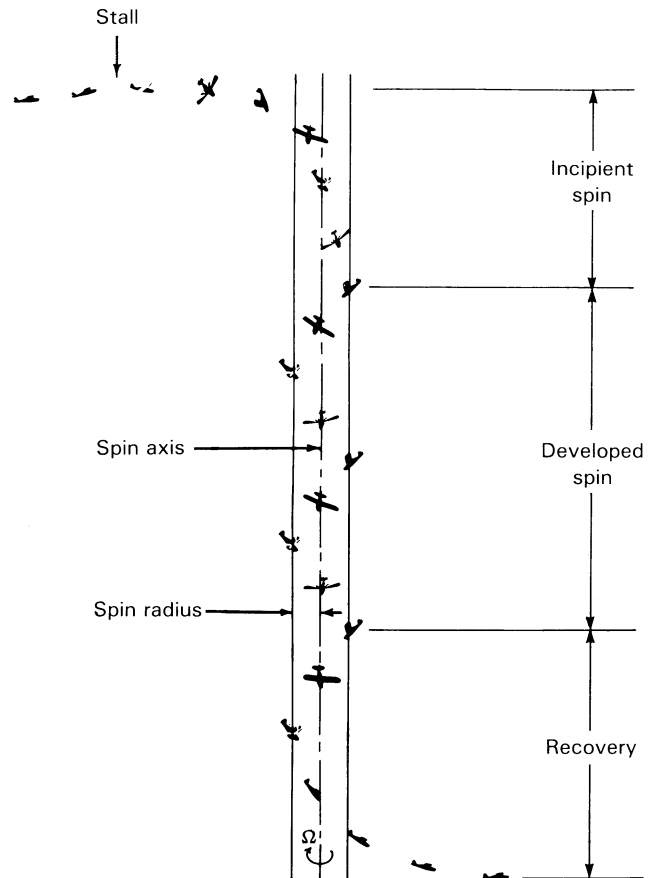 Stall
Incipient
spin
Spin axis
Developed
spin
Spin radius
Recovery
Ω